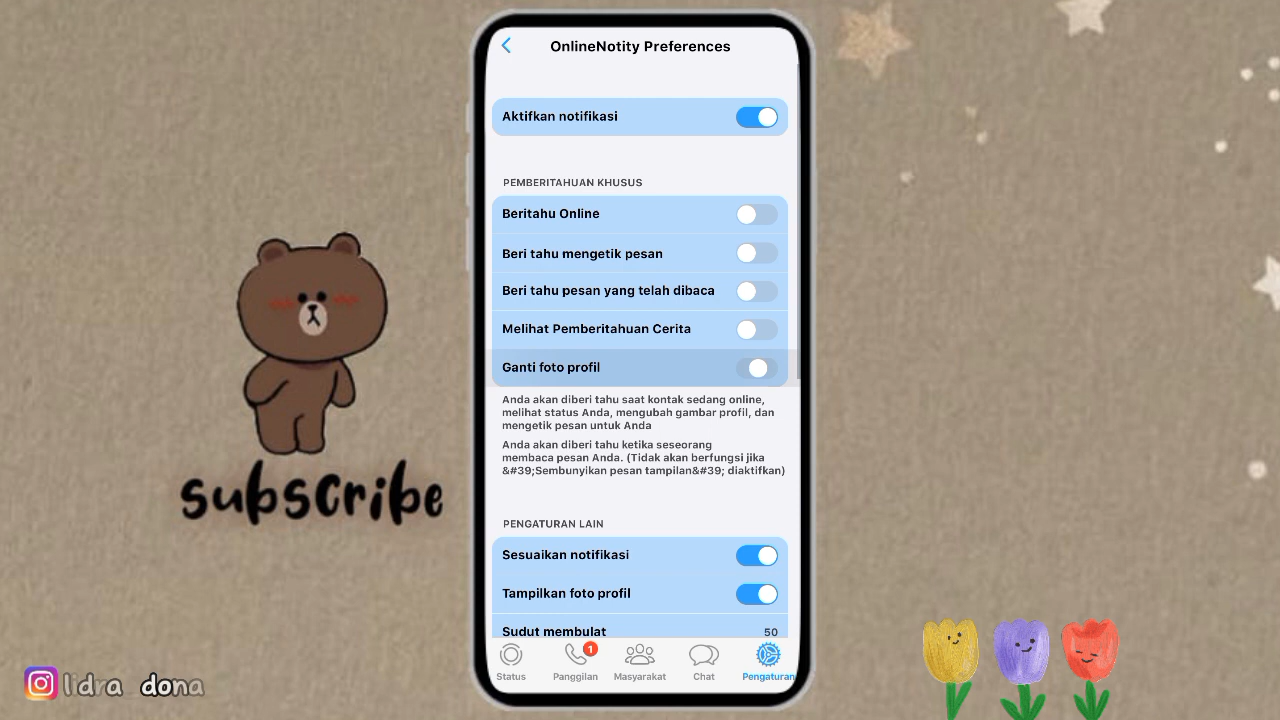 OnlineNotity Preferences
Aktifkan notifikasi
PEMBERITAHUAN KHUSUS
Beritahu Online
Beri tahu mengetik pesan
Beri tahu pesan yang telah dibaca
Melihat Pemberitahuan Cerita
Ganti foto profil
Anda akan diberi tahu saat kontak sedang online,
melihat status Anda, mengubah gambar profil, dan
mengetik pesan untuk Anda
Anda akan diberi tahu ketika seseorang
membaca pesan Anda. (Tidak akan berfungsi jika
&#39;Sembunyikan pesan tampilan&#39; diaktifkan)
PENGATURAN LAIN
Sesuaikan notifikasi
Tampilkan foto profil
Sudut membulat 50
1
Status Panggilan Masyarakat Chat Pengaturan
subscribe
lidra dona